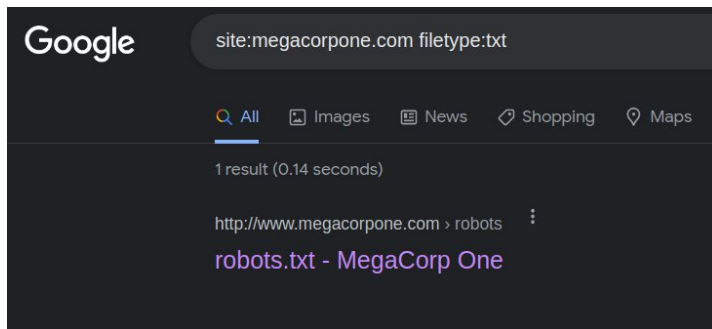 Google
site:megacorpone.com filetype:txt
All Images News Shopping Maps
1 result (0.14 seconds)
http://www.megacorpone.com › robots
robots.txt - MegaCorp One